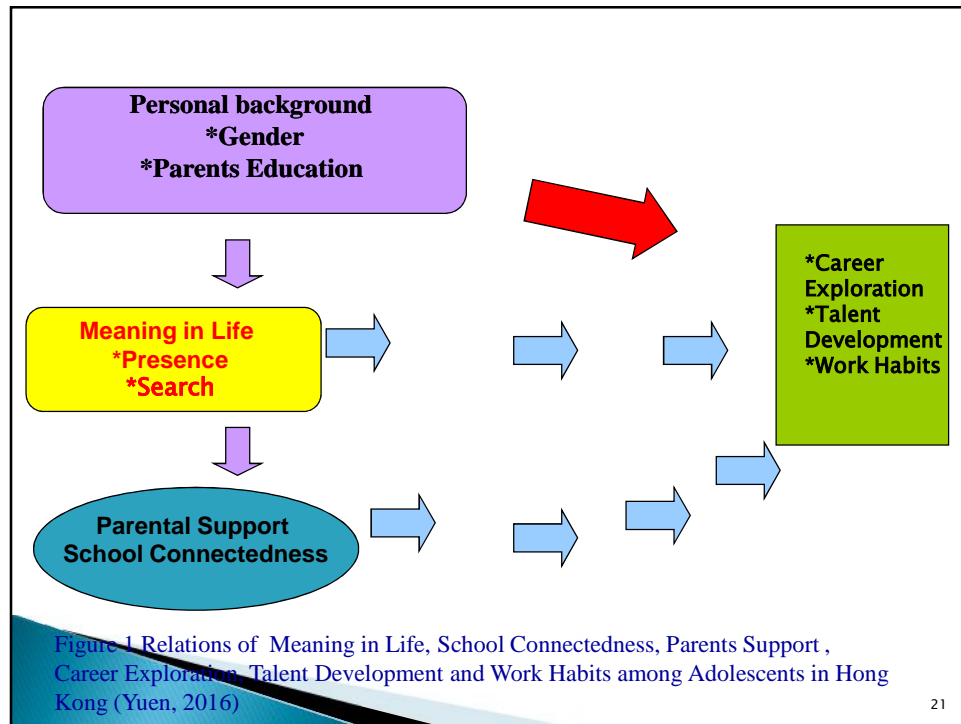 Personal background
*Gender
*Parents Education
Meaning in Life
*Presence
*Search
Parental Support
School Connectedness
*Career
Exploration
*Talent
Development
*Work Habits
Figure 1 Relations of Meaning in Life, School Connectedness, Parents Support ,
Career Exploration, Talent Development and Work Habits among Adolescents in Hong
Kong (Yuen, 2016)
21